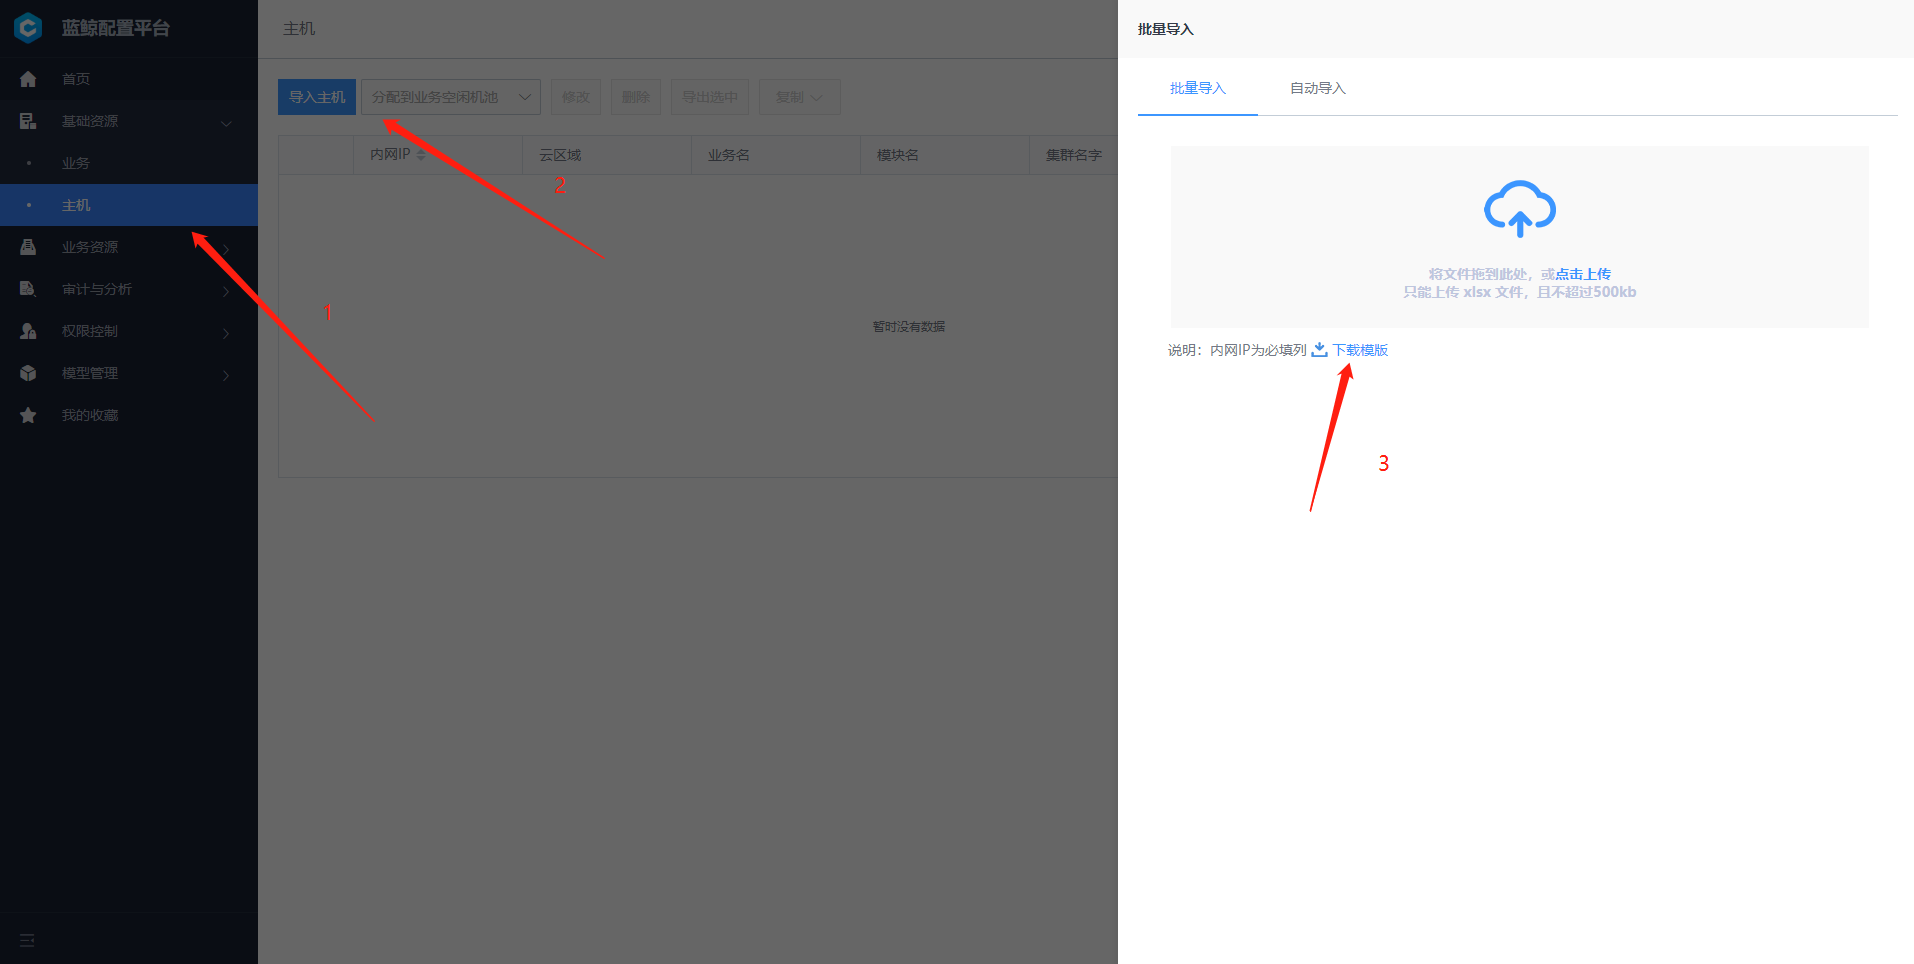 蓝鲸配置平台
首页
基础资源
业务
主机
业务资源
审计与分析
权限控制
模型管理
我的收藏
1
主机
导入主机
分配到业务空闲机池
修改
删除
导出选中
复制
内网IP
云区域
业务名
模块名
集群名字
2
暂时没有数据
批量导入
批量导入
自动导入
将文件拖到此处，或点击上传
只能上传 xlsx 文件，且不超过500kb
说明：内网IP为必填列 下载模版
3